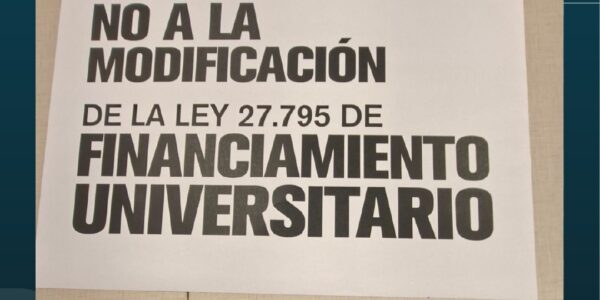 NO A LA
MODIFICACIÓN
DE LA LEY 27.795 DE
FINANCIAMIENTO
UNIVERSITARIO